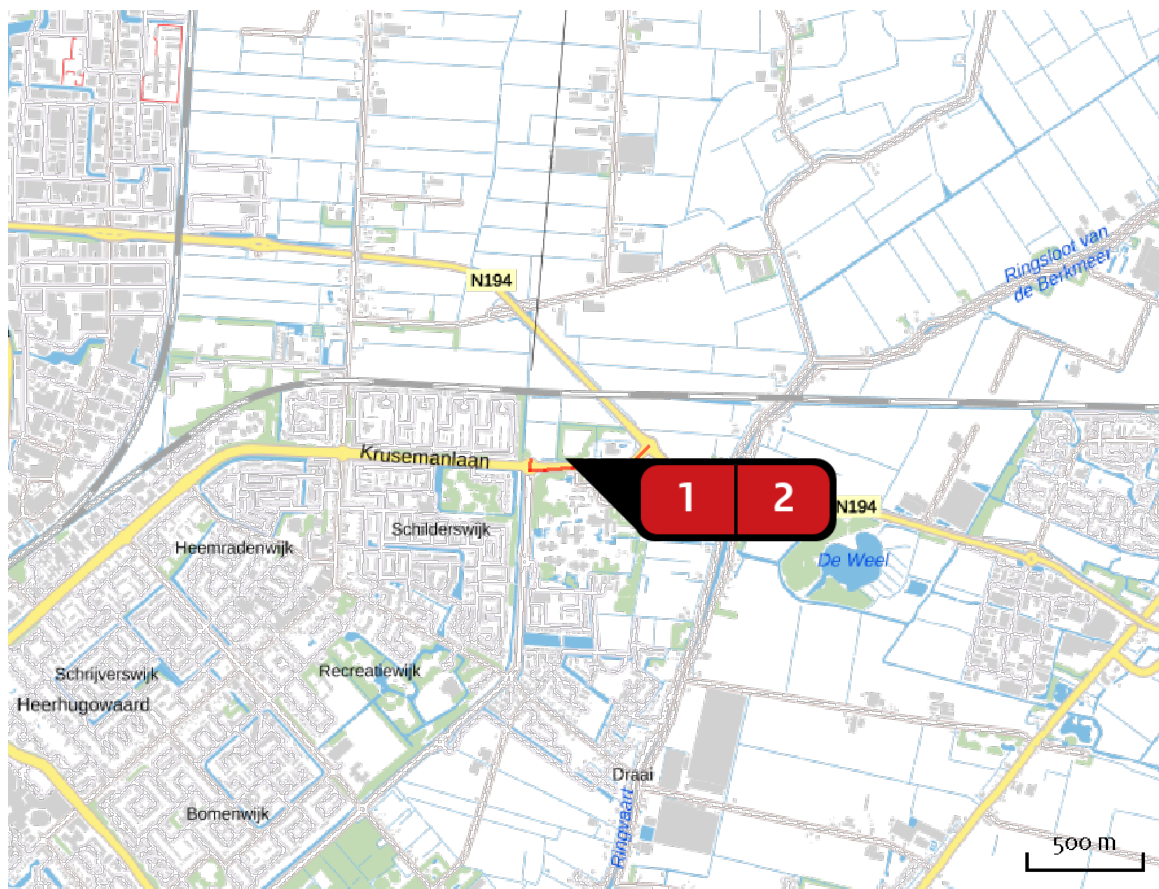 Ringsloot van
de Berkmeer
N194
Krusemanlaan
1 2
N194
Schilderswijk
Heemradenwijk
De Weel
Schrijverswijk
Recreatiewijk
Heerhugowaard
Draai
Bomenwijk
Ringvaart
500 m